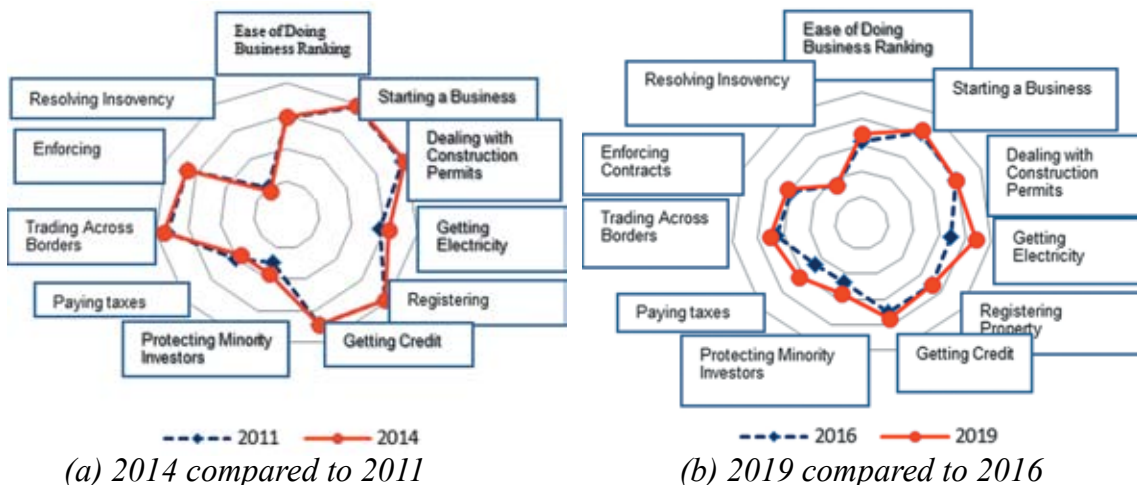 Ease of Doing
Business Ranking
Resolving Insovency
Starting a Business
Enforcing
Dealing with
Construction
Permits
Trading Across
Borders
Getting
Electricity
Paying taxes
Registering
Protecting Minority
Investors
Getting Credit
2011
2014
(a) 2014 compared to 2011
Ease of Doing
Business Ranking
Resolving Insovency
Starting a Business
Enforcing
Contracts
Dealing with
Construction
Permits
Trading Across
Borders
Getting
Electricity
Paying taxes
Registering
Property
Protecting Minority
Investors
Getting Credit
2016
2019
(b) 2019 compared to 2016